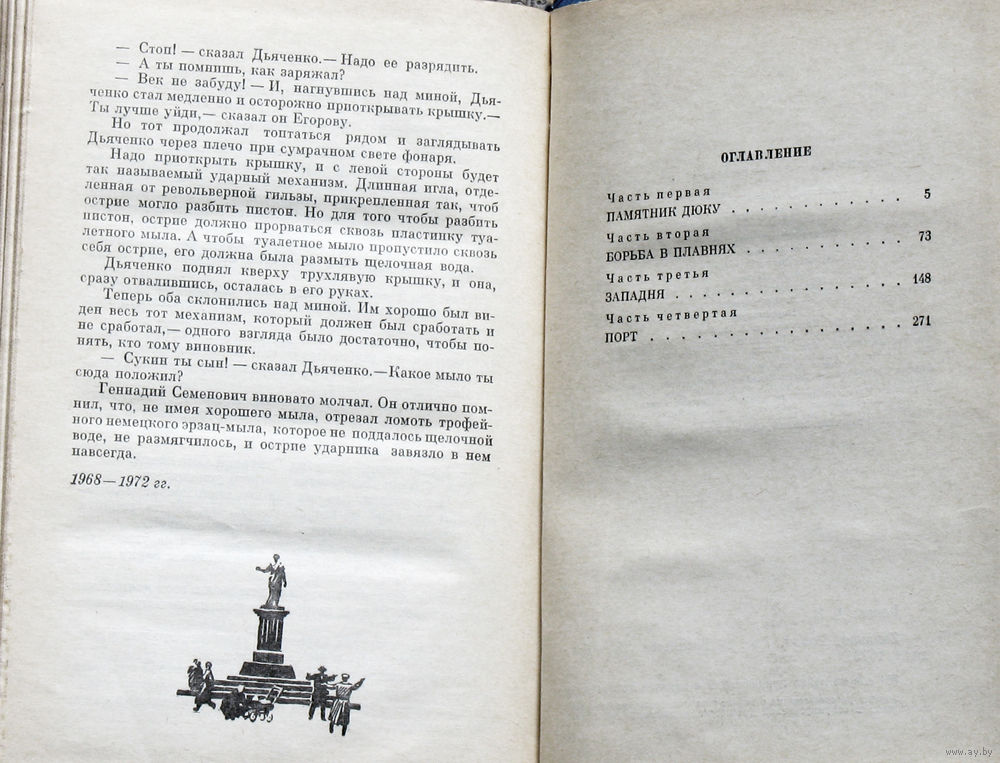 — Стоп! — сказал Дьяченко.— Надо ее разрядить.
— А ты помнишь, как заряжал?
— Век не забуду! — И, нагнувшись над миной, Дья-
ченко стал медленно и осторожно приоткрывать крышку.—
Ты лучше уйди,— сказал он Егорову.
Но тот продолжал топтаться рядом и заглядывать
Дьяченко через плечо при сумрачном свете фонаря.
Надо приоткрыть крышку, и с левой стороны будет
так называемый ударный механизм. Длинная игла, отде-
ленная от револьверной гильзы, прикрепленная так, чтоб
острие могло разбить пистон. Но для того чтобы разбить
пистон, острие должно прорваться сквозь пластинку туа-
летного мыла. А чтобы туалетное мыло пропустило сквозь
себя острие, его должна была размыть щелочная вода.
Дьяченко поднял кверху трухлявую крышку, и она,
сразу отвалившись, осталась в его руках.
Теперь оба склонились над миной. Им хорошо был ви-
ден весь тот механизм, который должен был сработать и
не сработал,— одного взгляда было достаточно, чтобы по-
нять, кто тому виновник.
— Сукин ты сын! — сказал Дьяченко.—Какое мыло ты
сюда положил?
Геннадий Семенович виновато молчал. Он отлично пом-
нил, что, не имея хорошего мыла, отрезал ломоть трофей-
ного немецкого эрзац-мыла, которое не поддалось щелочной
воде, не размягчилось, и острие ударника завязло в нем
навсегда.
1968—1972 гг.
ОГЛАВЛЕНИЕ
Часть первая
ПАМЯТНИК ДЮКУ . . . . . . . . . . . . 5
Часть вторая
БОРЬБА В ПЛАВНЯХ . . . . . . . . . . . 73
Часть третья
ЗАПАДНЯ . . . . . . . . . . . . . . . 148
Часть четвертая
ПОРТ . . . . . . . . . . . . . . . . 271
www.ay.by